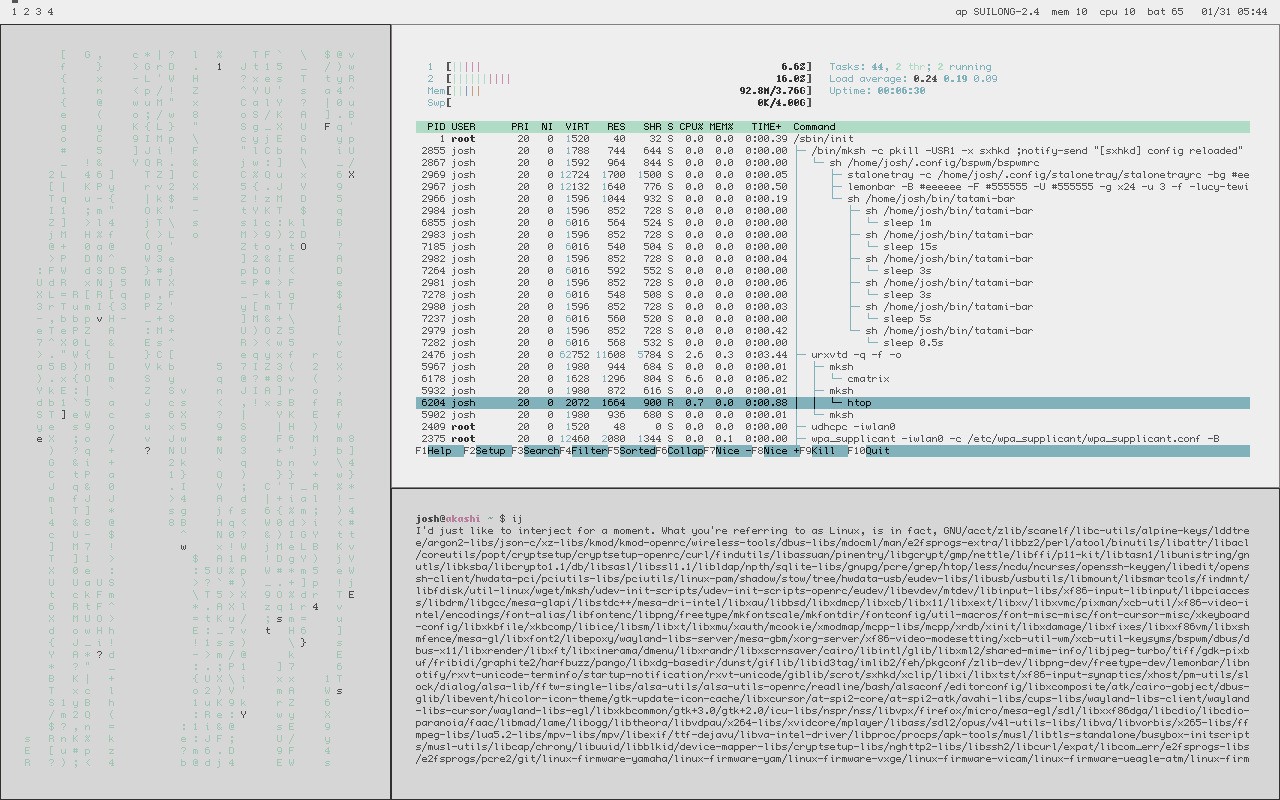 1 2 3 4 ap SUILONG-2.4 mem 10 cpu 10 bat 65 01/31 05:44
1 [||||| 6.6%] Tasks: 44, 2 thr; 2 running
2 [|||||||||| 16.0%] Load average: 0.24 0.19 0.09
Mem[||||| 92.8M/3.76G] Uptime: 00:06:30
Swp[ 0K/4.00G]
PID USER PRI NI VIRT RES SHR S CPU% MEM% TIME+ Command
1 root 20 0 1520 40 32 S 0.0 0.0 0:00.39 /sbin/init
2855 josh 20 0 1788 744 644 S 0.0 0.0 0:00.00 ├─ /bin/mksh -c pkill -USR1 -x sxhkd ;notify-send "[sxhkd] config reloaded"
2867 josh 20 0 1592 964 844 S 0.0 0.0 0:00.00 │ └─ sh /home/josh/.config/bspwm/bspwmrc
2969 josh 20 0 12724 1700 1500 S 0.0 0.0 0:00.05 │ ├─ stalonetray -c /home/josh/.config/stalonetray/stalonetrayrc -bg #ee
2967 josh 20 0 12132 1640 776 S 0.0 0.0 0:00.50 │ ├─ lemonbar -B #eeeeee -F #555555 -U #555555 -g x24 -u 3 -f -lucy-tewi
2966 josh 20 0 1596 1044 932 S 0.0 0.0 0:00.19 │ └─ sh /home/josh/bin/tatami-bar
2984 josh 20 0 1596 852 728 S 0.0 0.0 0:00.00 │ ├─ sh /home/josh/bin/tatami-bar
6855 josh 20 0 6016 564 524 S 0.0 0.0 0:00.00 │ │ └─ sleep 1m
2983 josh 20 0 1596 852 728 S 0.0 0.0 0:00.00 │ ├─ sh /home/josh/bin/tatami-bar
7185 josh 20 0 6016 540 504 S 0.0 0.0 0:00.00 │ │ └─ sleep 15s
2982 josh 20 0 1596 852 728 S 0.0 0.0 0:00.04 │ ├─ sh /home/josh/bin/tatami-bar
7264 josh 20 0 6016 592 552 S 0.0 0.0 0:00.00 │ │ └─ sleep 3s
2981 josh 20 0 1596 852 728 S 0.0 0.0 0:00.06 │ ├─ sh /home/josh/bin/tatami-bar
7278 josh 20 0 6016 548 508 S 0.0 0.0 0:00.00 │ │ └─ sleep 3s
2980 josh 20 0 1596 852 728 S 0.0 0.0 0:00.03 │ ├─ sh /home/josh/bin/tatami-bar
7237 josh 20 0 6016 560 520 S 0.0 0.0 0:00.00 │ │ └─ sleep 5s
2979 josh 20 0 1596 852 728 S 0.0 0.0 0:00.42 │ └─ sh /home/josh/bin/tatami-bar
7282 josh 20 0 6016 568 532 S 0.0 0.0 0:00.00 │ └─ sleep 0.5s
2476 josh 20 0 62752 11608 5784 S 2.6 0.3 0:03.44 ├─ urxvtd -q -f -o
5967 josh 20 0 1980 944 684 S 0.0 0.0 0:00.01 │ ├─ mksh
6178 josh 20 0 1628 1296 804 S 6.6 0.0 0:06.02 │ │ └─ cmatrix
5932 josh 20 0 1980 872 616 S 0.0 0.0 0:00.01 │ ├─ mksh
6204 josh 20 0 2072 1664 900 R 0.7 0.0 0:00.88 │ │ └─ htop
5902 josh 20 0 1980 936 680 S 0.0 0.0 0:00.01 │ └─ mksh
2409 root 20 0 1520 48 0 S 0.0 0.0 0:00.00 ├─ udhcpc -iwlan0
2375 root 20 0 12460 2080 1344 S 0.0 0.1 0:00.00 ├─ wpa_supplicant -iwlan0 -c /etc/wpa_supplicant/wpa_supplicant.conf -B
F1Help F2Setup F3SearchF4FilterF5SortedF6CollapF7Nice -F8Nice +F9Kill F10Quit
josh@akashi ~ $ ij
I'd just like to interject for a moment. What you're referring to as Linux, is in fact, GNU/acct/zlib/scanelf/libc-utils/alpine-keys/lddtre
e/argon2-libs/json-c/xz-libs/kmod/kmod-openrc/wireless-tools/dbus-libs/mdocml/man/e2fsprogs-extra/libbz2/perl/atool/binutils/libattr/libacl
/coreutils/popt/cryptsetup/cryptsetup-openrc/curl/findutils/libassuan/pinentry/libgcrypt/gmp/nettle/libffi/p11-kit/libtasn1/libunistring/gn
utls/libksba/libcrypto1.1/db/libsasl/libssl1.1/libldap/npth/sqlite-libs/gnupg/pcre/grep/htop/less/ncdu/ncurses/openssh-keygen/libedit/opens
sh-client/hwdata-pci/pciutils-libs/pciutils/linux-pam/shadow/stow/tree/hwdata-usb/eudev-libs/libusb/usbutils/libmount/libsmartcols/findmnt/
libfdisk/util-linux/wget/mksh/udev-init-scripts/udev-init-scripts-openrc/eudev/libevdev/mtdev/libinput-libs/xf86-input-libinput/libpciacces
s/libdrm/libgcc/mesa-glapi/libstdc++/mesa-dri-intel/libxau/libbsd/libxdmcp/libxcb/libx11/libxext/libxv/libxvmc/pixman/xcb-util/xf86-video-i
ntel/encodings/font-alias/libfontenc/libpng/freetype/mkfontscale/mkfontdir/fontconfig/util-macros/font-misc-misc/font-cursor-misc/xkeyboard
-config/libxkbfile/xkbcomp/libice/libsm/libxt/libxmu/xauth/mcookie/xmodmap/mcpp-libs/mcpp/xrdb/xinit/libxdamage/libxfixes/libxxf86vm/libxsh
mfence/mesa-gl/libxfont2/libepoxy/wayland-libs-server/mesa-gbm/xorg-server/xf86-video-modesetting/xcb-util-wm/xcb-util-keysyms/bspwm/dbus/d
bus-x11/libxrender/libxft/libxinerama/dmenu/libxrandr/libxscrnsaver/cairo/libintl/glib/libxml2/shared-mime-info/libjpeg-turbo/tiff/gdk-pixb
uf/fribidi/graphite2/harfbuzz/pango/libxdg-basedir/dunst/giflib/libid3tag/imlib2/feh/pkgconf/zlib-dev/libpng-dev/freetype-dev/lemonbar/libn
otify/rxvt-unicode-terminfo/startup-notification/rxvt-unicode/giblib/scrot/sxhkd/xclip/libxi/libxtst/xf86-input-synaptics/xhost/pm-utils/sl
ock/dialog/alsa-lib/fftw-single-libs/alsa-utils/alsa-utils-openrc/readline/bash/alsaconf/editorconfig/libxcomposite/atk/cairo-gobject/dbus-
glib/libevent/hicolor-icon-theme/gtk-update-icon-cache/libxcursor/at-spi2-core/at-spi2-atk/avahi-libs/cups-libs/wayland-libs-client/wayland
-libs-cursor/wayland-libs-egl/libxkbcommon/gtk+3.0/gtk+2.0/icu-libs/nspr/nss/libvpx/firefox/micro/mesa-egl/sdl/libxxf86dga/libcdio/libcdio-
paranoia/faac/libmad/lame/libogg/libtheora/libvdpau/x264-libs/xvidcore/mplayer/libass/sdl2/opus/v4l-utils-libs/libva/libvorbis/x265-libs/ff
mpeg-libs/lua5.2-libs/mpv-libs/mpv/libexif/ttf-dejavu/libva-intel-driver/libproc/procps/apk-tools/musl/libtls-standalone/busybox-initscript
s/musl-utils/libcap/chrony/libuuid/libblkid/device-mapper-libs/cryptsetup-libs/nghttp2-libs/libssh2/libcurl/expat/libcom_err/e2fsprogs-libs
/e2fsprogs/pcre2/git/linux-firmware-yamaha/linux-firmware-yam/linux-firmware-vxge/linux-firmware-vicam/linux-firmware-ueagle-atm/linux-firm